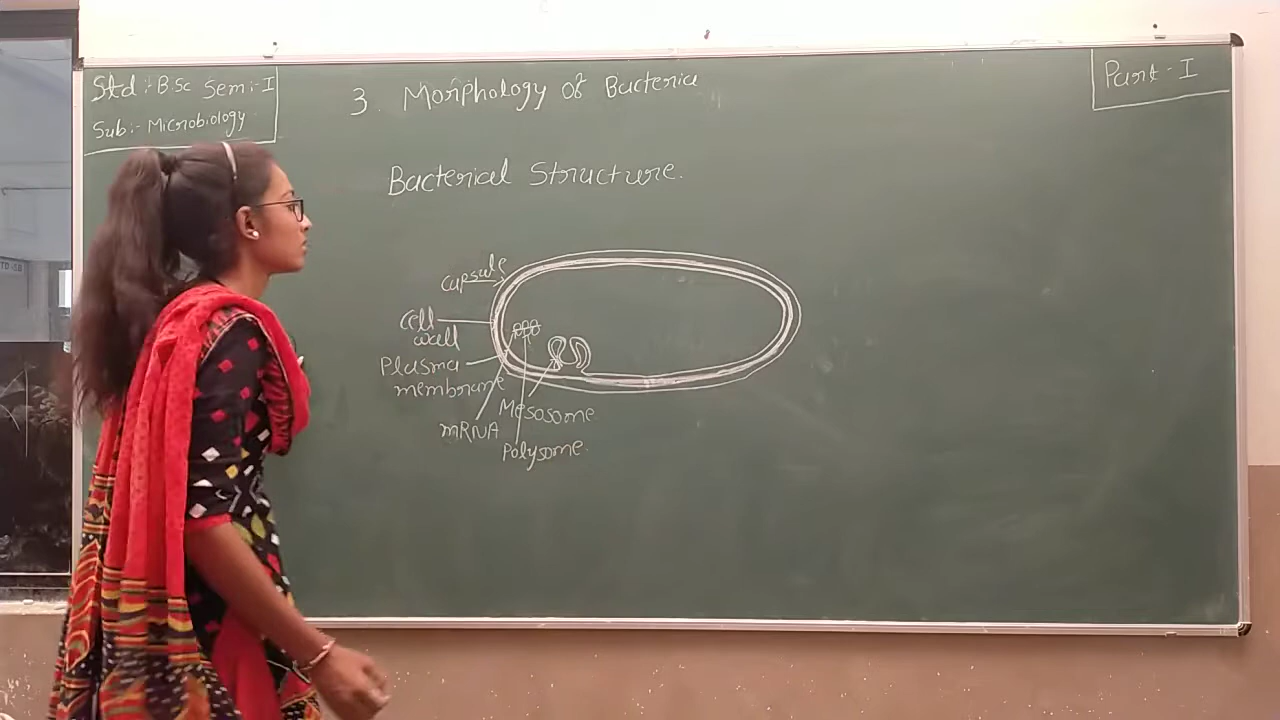 Std :- B.Sc Sem :- I
Sub :- Microbiology
3. Morphology of Bacteria
Part - I
Bacterial Structure.
capsule
cell
wall
Plasma
membrane
Mesosome
mRNA
Polysome.